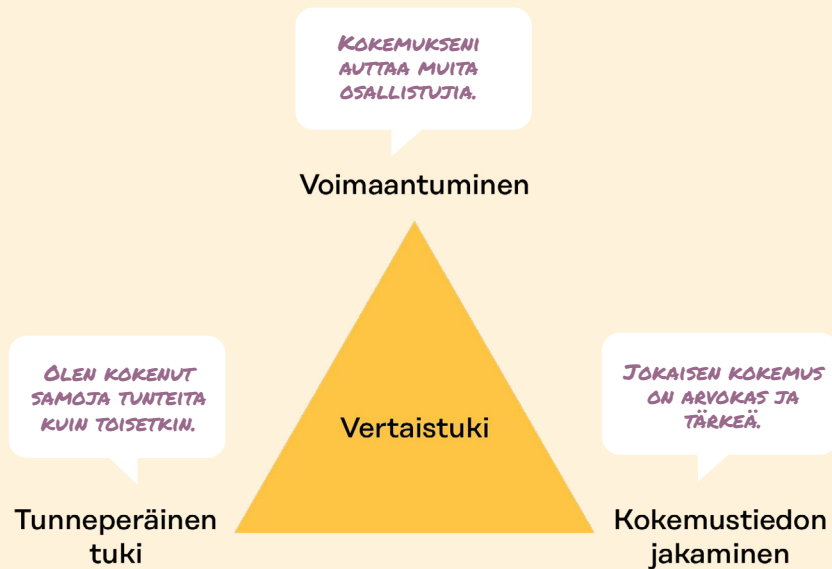 KOKEMUKSENI
AUTTAA MUITA
OSALLISTUJIA.
Voimaantuminen
OLEN KOKENUT
SAMOJA TUNTEITA
KUIN TOISETKIN.
JOKAISEN KOKEMUS
ON ARVOKAS JA
TÄRKEÄ.
Vertaistuki
Tunneperäinen
tuki
Kokemustiedon
jakaminen